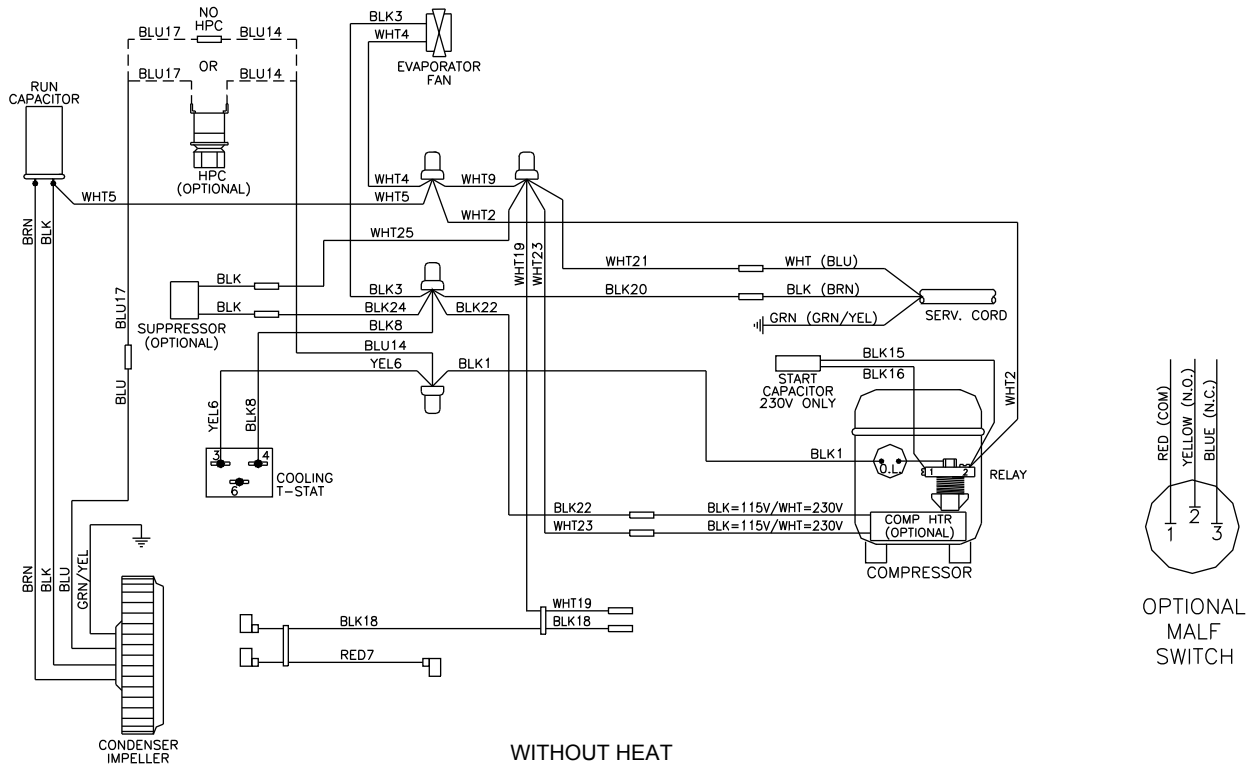 NO
HPC
BLU17
BLU14
OR
BLU17
BLU14
HPC
(OPTIONAL)
RUN
CAPACITOR
BLK3
WHT4
EVAPORATOR
FAN
WHT4
WHT9
WHT5
WHT5
WHT2
BRN
BLK
WHT25
WHT19
WHT23
WHT21
WHT (BLU)
BLK
BLK
SUPPRESSOR
(OPTIONAL)
BLU17
BLU
BLK3
BLK20
BLK (BRN)
SERV. CORD
BLK24
BLK22
GRN (GRN/YEL)
BLK8
BLU14
YEL6
BLK1
BLK15
BLK16
START
CAPACITOR
230V ONLY
WHT2
YEL6
BLK8
3
4
6
COOLING
T-STAT
BLK1
O.L.
1
2
RELAY
BLK22
BLK=115V/WHT=230V
WHT23
BLK=115V/WHT=230V
COMP HTR
(OPTIONAL)
COMPRESSOR
BRN
BLK
BLU
GRN/YEL
CONDENSER
IMPELLER
WHT19
BLK18
BLK18
RED7
RED (COM)
YELLOW (N.O.)
BLUE (N.C.)
1
2
3
OPTIONAL
MALF
SWITCH
WITHOUT HEAT